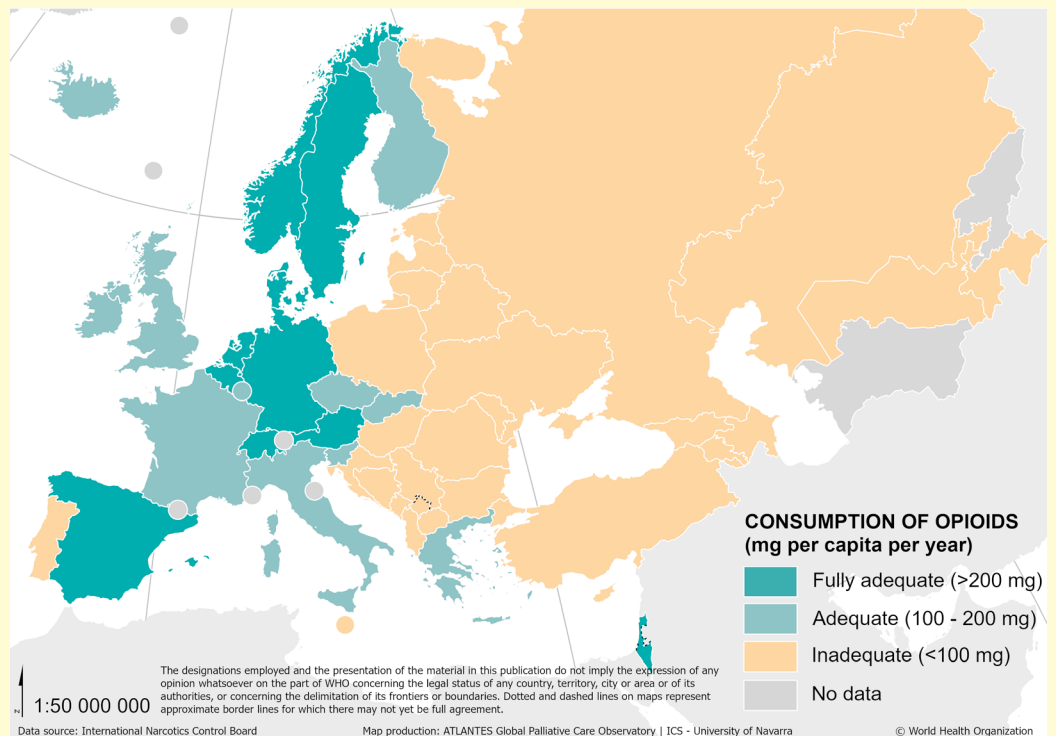 CONSUMPTION OF OPIOIDS
(mg per capita per year)
Fully adequate (>200 mg)
Adequate (100 - 200 mg)
Inadequate (<100 mg)
No data
The designations employed and the presentation of the material in this publication do not imply the expression of any
opinion whatsoever on the part of WHO concerning the legal status of any country, territory, city or area or of its
authorities, or concerning the delimitation of its frontiers or boundaries. Dotted and dashed lines on maps represent
approximate border lines for which there may not yet be full agreement.
N
1:50 000 000
Data source: International Narcotics Control Board
Map production: ATLANTES Global Palliative Care Observatory | ICS - University of Navarra
© World Health Organization